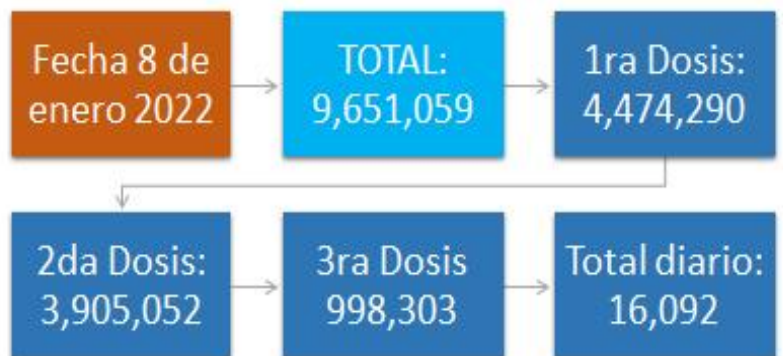 Fecha 8 de
enero 2022
TOTAL:
9,651,059
1ra Dosis:
4,474,290
2da Dosis:
3,905,052
3ra Dosis
998,303
Total diario:
16,092